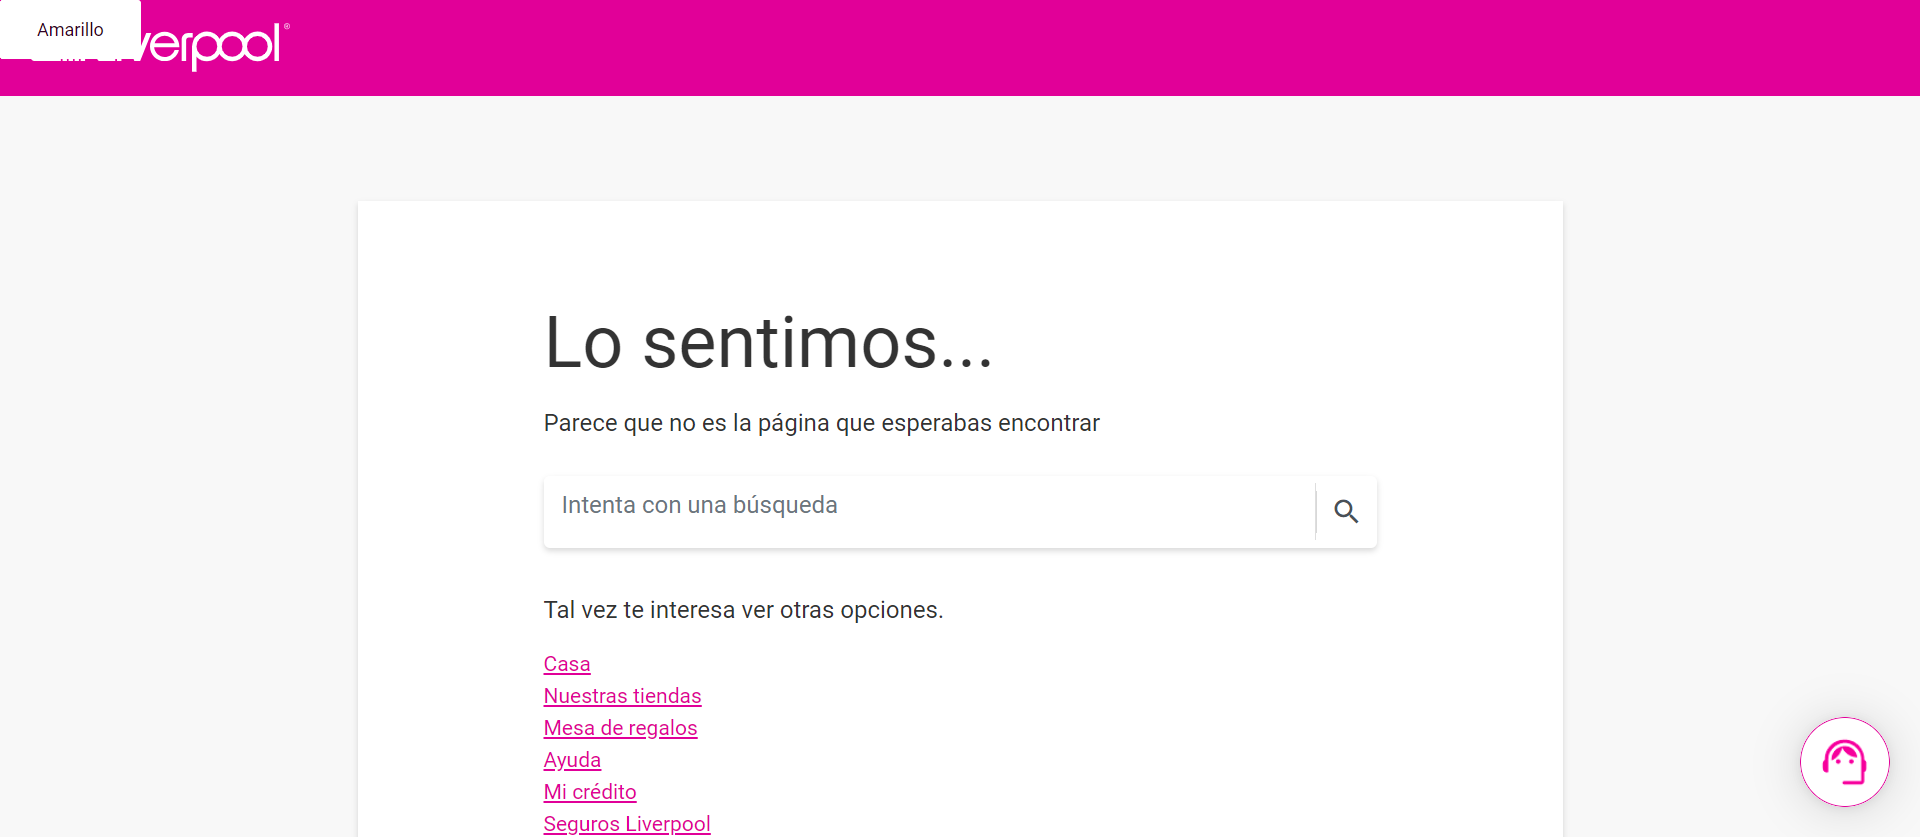 Amarillo
verpool®
Lo sentimos...
Parece que no es la página que esperabas encontrar
Intenta con una búsqueda
Tal vez te interesa ver otras opciones.
Casa
Nuestras tiendas
Mesa de regalos
Ayuda
Mi crédito
Seguros Liverpool